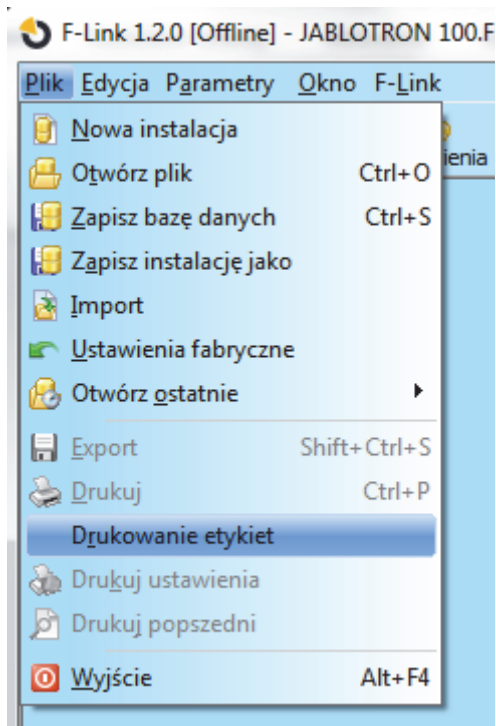 F-Link 1.2.0 [Offline] - JABLOTRON 100.F
Plik Edycja Parametry Okno F-Link
Nowa instalacja
ienia
Otwórz plik Ctrl+O
Zapisz bazę danych Ctrl+S
Zapisz instalację jako
Import
Ustawienia fabryczne
Otwórz ostatnie
Export Shift+Ctrl+S
Drukuj Ctrl+P
Drukowanie etykiet
Drukuj ustawienia
Drukuj popszedni
Wyjście Alt+F4